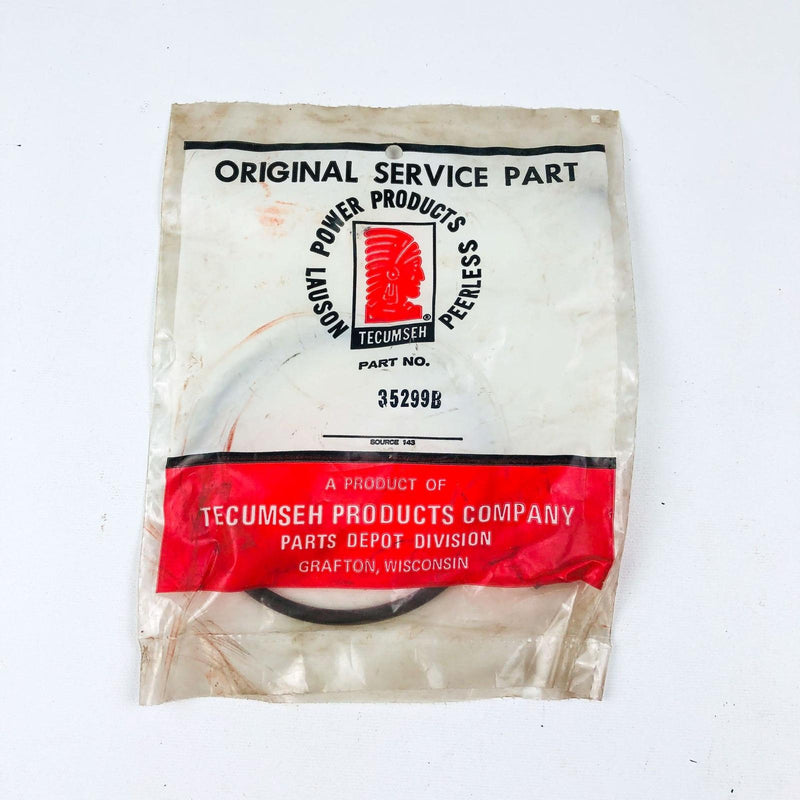 ORIGINAL SERVICE PART
LAUSON POWER PRODUCTS PEERLESS
TECUMSEH®
PART NO.
35299B
SOURCE 143
A PRODUCT OF
TECUMSEH PRODUCTS COMPANY
PARTS DEPOT DIVISION
GRAFTON, WISCONSIN